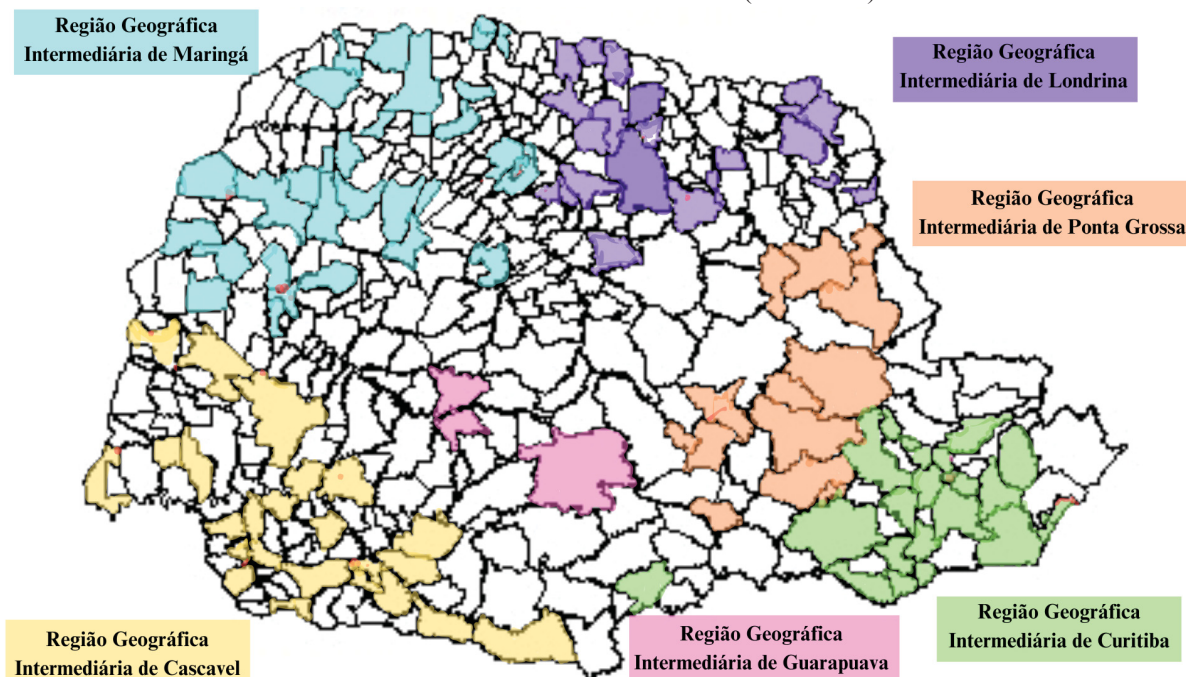 Região Geográfica
Intermediária de Maringá
Região Geográfica
Intermediária de Londrina
Região Geográfica
Intermediária de Ponta Grossa
Região Geográfica
Intermediária de Curitiba
Região Geográfica
Intermediária de Guarapuava
Região Geográfica
Intermediária de Cascavel